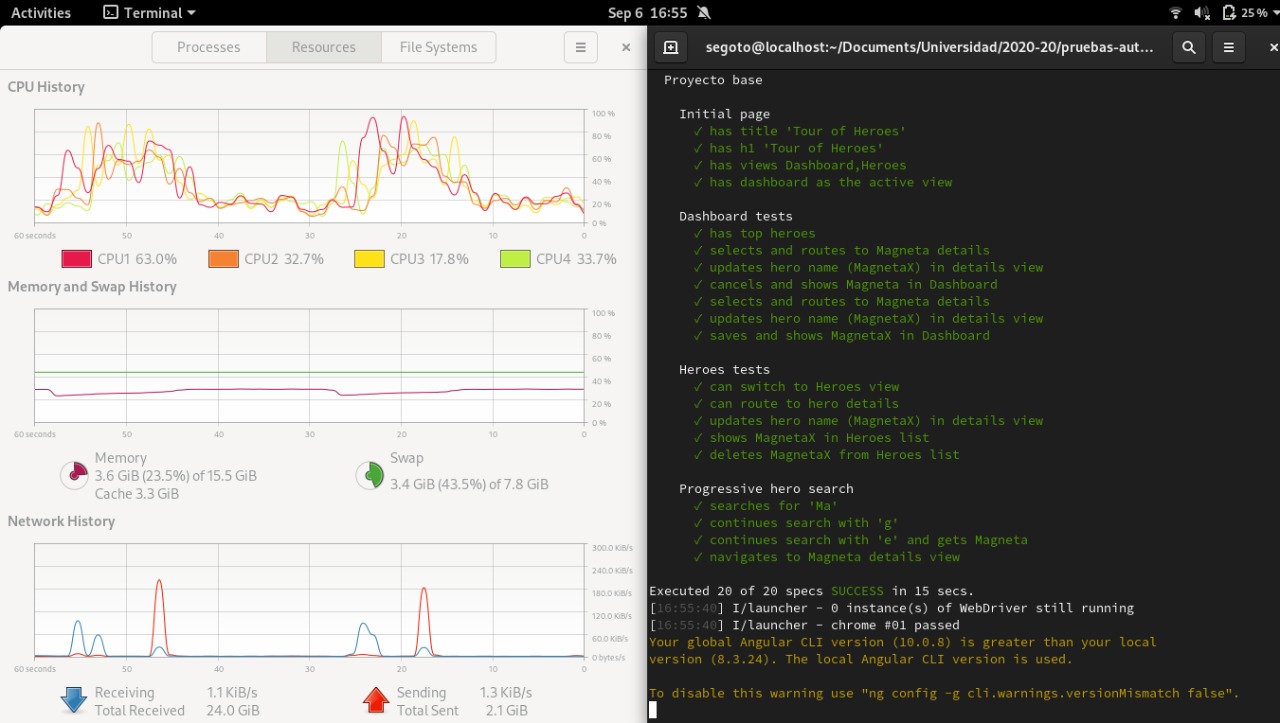 Activities
Terminal
Sep 6 16:55
25 %
Processes
Resources
File Systems
CPU History
100 %
80 %
60 %
40 %
20 %
0 %
60 seconds 50 40 30 20 10 0
CPU1 63.0%
CPU2 32.7%
CPU3 17.8%
CPU4 33.7%
Memory and Swap History
100 %
80 %
60 %
40 %
20 %
0 %
60 seconds 50 40 30 20 10 0
Memory
3.6 GiB (23.5%) of 15.5 GiB
Cache 3.3 GiB
Swap
3.4 GiB (43.5%) of 7.8 GiB
Network History
300.0 KiB/s
240.0 KiB/s
180.0 KiB/s
120.0 KiB/s
60.0 KiB/s
0 bytes/s
60 seconds 50 40 30 20 10 0
Receiving 1.1 KiB/s
Total Received 24.0 GiB
Sending 1.3 KiB/s
Total Sent 2.1 GiB
segoto@localhost:~/Documents/Universidad/2020-20/pruebas-aut...
Proyecto base
Initial page
✓ has title 'Tour of Heroes'
✓ has h1 'Tour of Heroes'
✓ has views Dashboard,Heroes
✓ has dashboard as the active view
Dashboard tests
✓ has top heroes
✓ selects and routes to Magneta details
✓ updates hero name (MagnetaX) in details view
✓ cancels and shows Magneta in Dashboard
✓ selects and routes to Magneta details
✓ updates hero name (MagnetaX) in details view
✓ saves and shows MagnetaX in Dashboard
Heroes tests
✓ can switch to Heroes view
✓ can route to hero details
✓ updates hero name (MagnetaX) in details view
✓ shows MagnetaX in Heroes list
✓ deletes MagnetaX from Heroes list
Progressive hero search
✓ searches for 'Ma'
✓ continues search with 'g'
✓ continues search with 'e' and gets Magneta
✓ navigates to Magneta details view
Executed 20 of 20 specs SUCCESS in 15 secs.
[16:55:40] I/launcher - 0 instance(s) of WebDriver still running
[16:55:40] I/launcher - chrome #01 passed
Your global Angular CLI version (10.0.8) is greater than your local
version (8.3.24). The local Angular CLI version is used.
To disable this warning use "ng config -g cli.warnings.versionMismatch false".